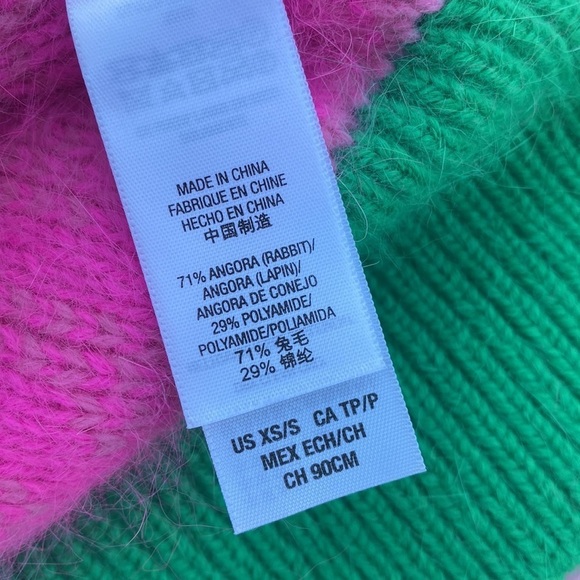 MADE IN CHINA
FABRIQUE EN CHINE
HECHO EN CHINA
中国制造
71% ANGORA (RABBIT)/
ANGORA (LAPIN)/
ANGORA DE CONEJO
29% POLYAMIDE/
POLYAMIDE/POLIAMIDA
71% 兔毛
29% 锦纶
US XS/S CA TP/P
MEX ECH/CH
CH 90CM